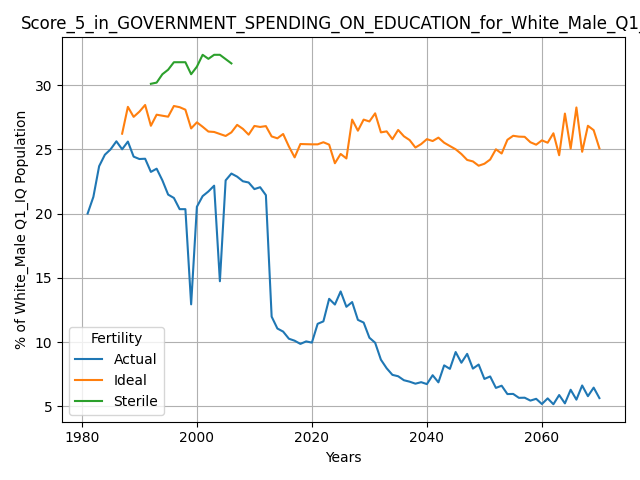 Score_5_in_GOVERNMENT_SPENDING_ON_EDUCATION_for_White_Male_Q1_
% of White_Male Q1_IQ Population
30
25
20
15
10
5
Fertility
Actual
Ideal
Sterile
1980
2000
2020
2040
2060
Years